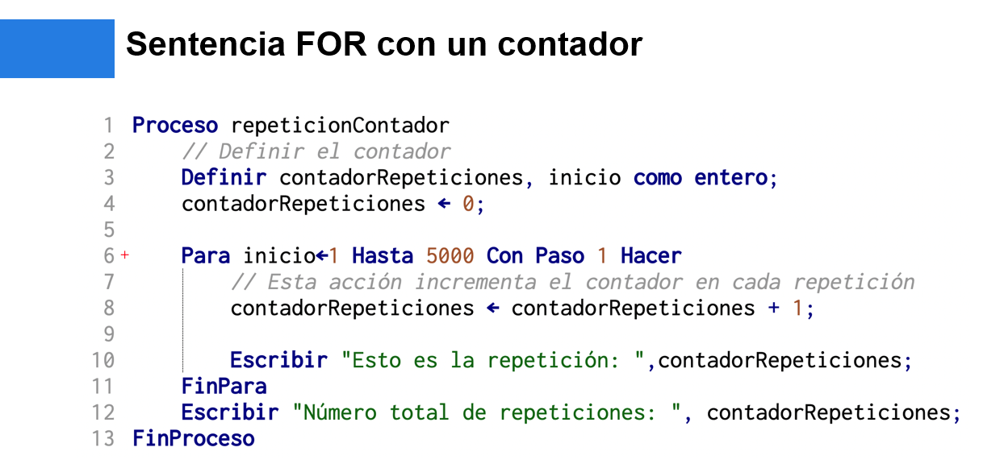 Sentencia FOR con un contador
1 Proceso repeticionContador
2 // Definir el contador
3 Definir contadorRepeticiones, inicio como entero;
4 contadorRepeticiones ← 0;
5
6 + Para inicio←1 Hasta 5000 Con Paso 1 Hacer
7 // Esta acción incrementa el contador en cada repetición
8 contadorRepeticiones ← contadorRepeticiones + 1;
9
10 Escribir "Esto es la repetición: ",contadorRepeticiones;
11 FinPara
12 Escribir "Número total de repeticiones: ", contadorRepeticiones;
13 FinProceso